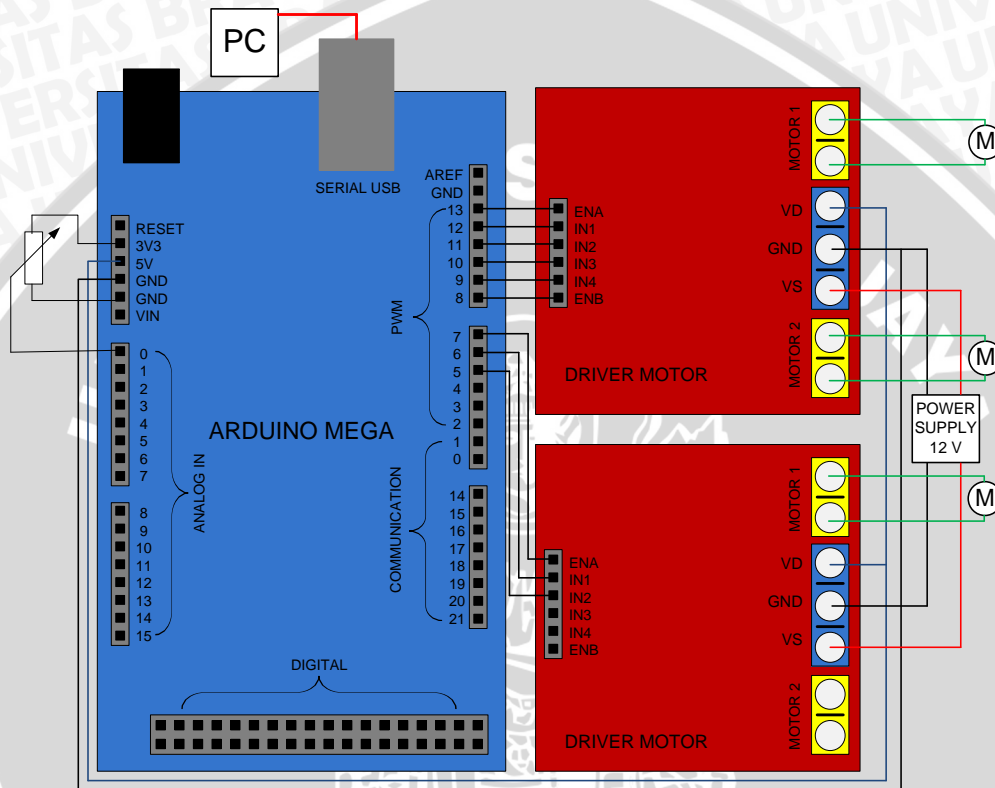 PC
SERIAL USB
AREF
GND
13
12
11
10
9
8
PWM
7
6
5
4
3
2
1
0
COMMUNICATION
14
15
16
17
18
19
20
21
RESET
3V3
5V
GND
GND
VIN
0
1
2
3
4
5
6
7
ANALOG IN
8
9
10
11
12
13
14
15
ARDUINO MEGA
DIGITAL
ENA
IN1
IN2
IN3
IN4
ENB
DRIVER MOTOR
MOTOR 1
VD
GND
VS
MOTOR 2
M
M
POWER
SUPPLY
12 V
ENA
IN1
IN2
IN3
IN4
ENB
DRIVER MOTOR
MOTOR 1
VD
GND
VS
MOTOR 2
M